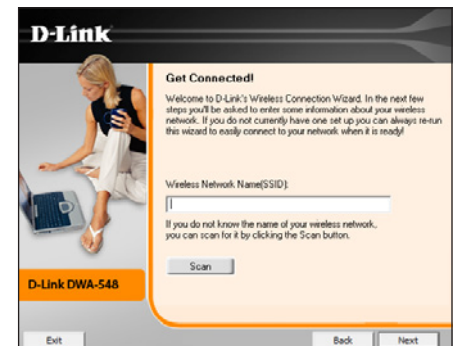 D-Link
Get Connected!
Welcome to D-Link's Wireless Connection Wizard. In the next few
steps you'll be asked to enter some information about your wireless
network. If you do not currently have one set up you can always re-run
this wizard to easily connect to your network when it is ready!
Wireless Network Name(SSID):
If you do not know the name of your wireless network,
you can scan for it by clicking the Scan button.
Scan
D-Link DWA-548
Exit
Back
Next